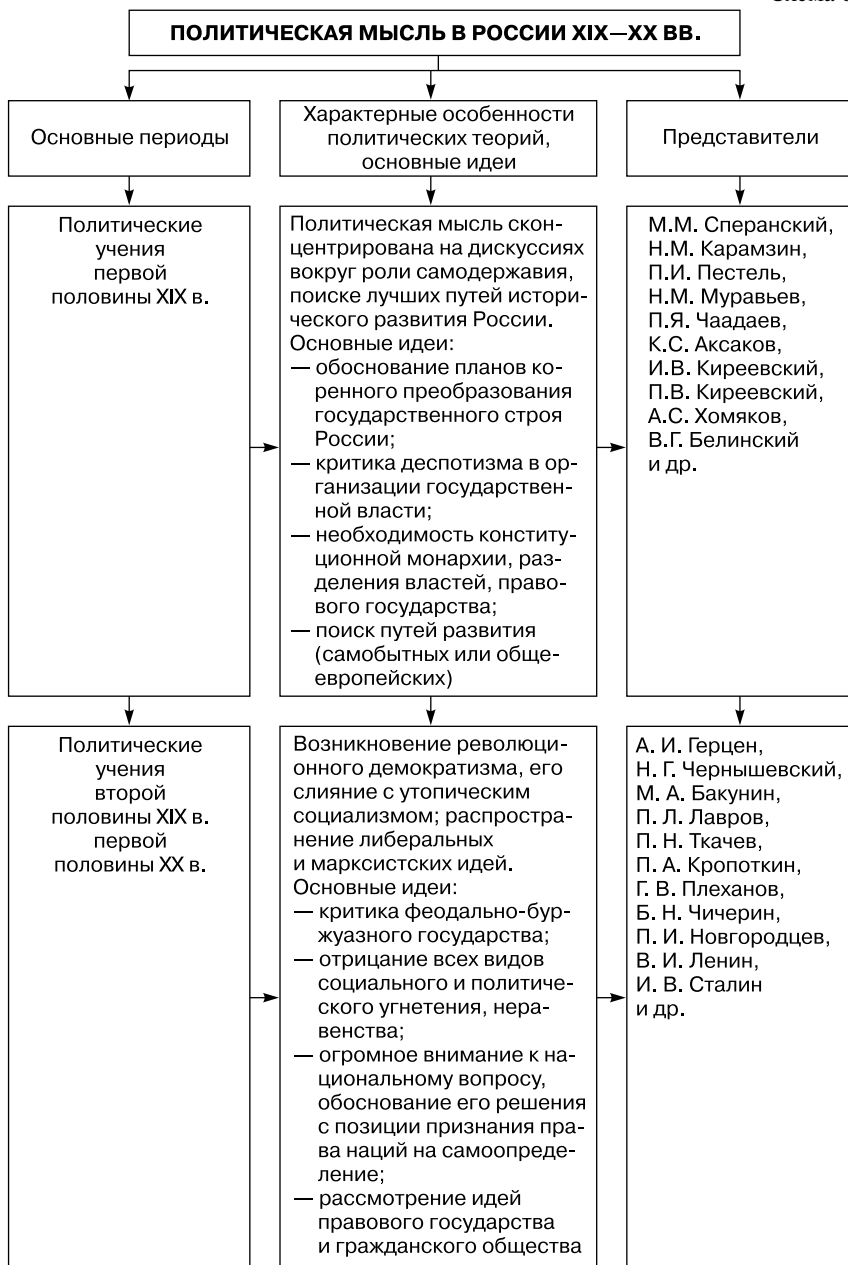 ПОЛИТИЧЕСКАЯ МЫСЛЬ В РОССИИ XIX—XX ВВ.
Основные периоды
Характерные особенности
политических теорий,
основные идеи
Представители
Политические
учения
первой
половины XIX в.
Политическая мысль скон-
центрирована на дискуссиях
вокруг роли самодержавия,
поиске лучших путей истори-
ческого развития России.
Основные идеи:
— обоснование планов ко-
ренного преобразования
государственного строя
России;
— критика деспотизма в ор-
ганизации государствен-
ной власти;
— необходимость консти­ту-
ционной монархии, раз-
деления властей, право-
вого государства;
— поиск путей развития
(самобытных или обще-
европейских)
М.М. Сперанский,
Н.М. Карамзин,
П.И. Пестель,
Н.М. Муравьев,
П.Я. Чаадаев,
К.С. Аксаков,
И.В. Киреевский,
П.В. Киреевский,
А.С. Хомяков,
В.Г. Белинский
и др.
Политические
учения
второй
половины XIX в.
первой
половины XX в.
Возникновение революци-
онного демократизма, его
слияние с утопическим
социализмом; распростра-
нение либеральных
и марксистских идей.
Основные идеи:
— критика феодально-бур-
жуазного государства;
— отрицание всех видов
социального и политиче-
ского угнетения, нера-
венства;
— огромное внимание к на-
циональному вопросу,
обоснование его решения
с позиции признания пра-
ва наций на самоопреде-
ление;
— рассмотрение идей
правового государства
и гражданского общества
А. И. Герцен,
Н. Г. Чернышевский,
М. А. Бакунин,
П. Л. Лавров,
П. Н. Ткачев,
П. А. Кропоткин,
Г. В. Плеханов,
Б. Н. Чичерин,
П. И. Новгородцев,
В. И. Ленин,
И. В. Сталин
и др.